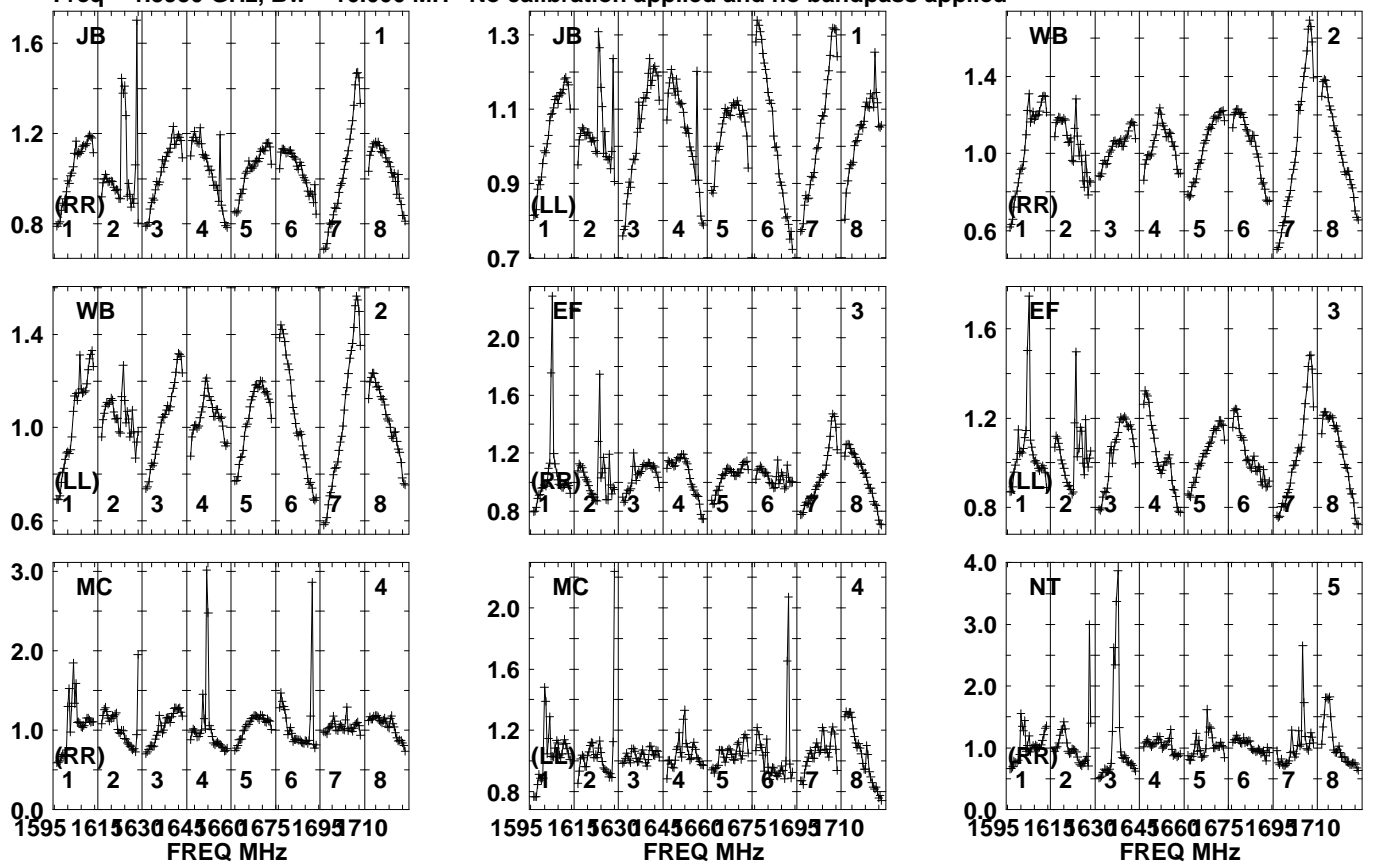 Freq GHz, Bw MH No calibration applied and no bandpass applied
JB 1
1.6
1.2
0.8
(RR)
1 2 3 4 5 6 7 8
JB 1
1.3
1.1
0.9
0.7
(LL)
1 2 3 4 5 6 7 8
WB 2
1.4
1.0
0.6
(RR)
1 2 3 4 5 6 7 8
WB 2
1.4
1.0
0.6
(LL)
1 2 3 4 5 6 7 8
EF 3
2.0
1.6
1.2
0.8
(RR)
1 2 3 4 5 6 7 8
EF 3
1.6
1.2
0.8
(LL)
1 2 3 4 5 6 7 8
MC 4
3.0
2.0
1.0
0.0
(RR)
1 2 3 4 5 6 7 8
1595 1615 1630 1645 1660 1675 1695 1710
FREQ MHz
MC 4
2.0
1.6
1.2
0.8
(LL)
1 2 3 4 5 6 7 8
1595 1615 1630 1645 1660 1675 1695 1710
FREQ MHz
NT 5
4.0
3.0
2.0
1.0
0.0
(RR)
1 2 3 4 5 6 7 8
1595 1615 1630 1645 1660 1675 1695 1710
FREQ MHz